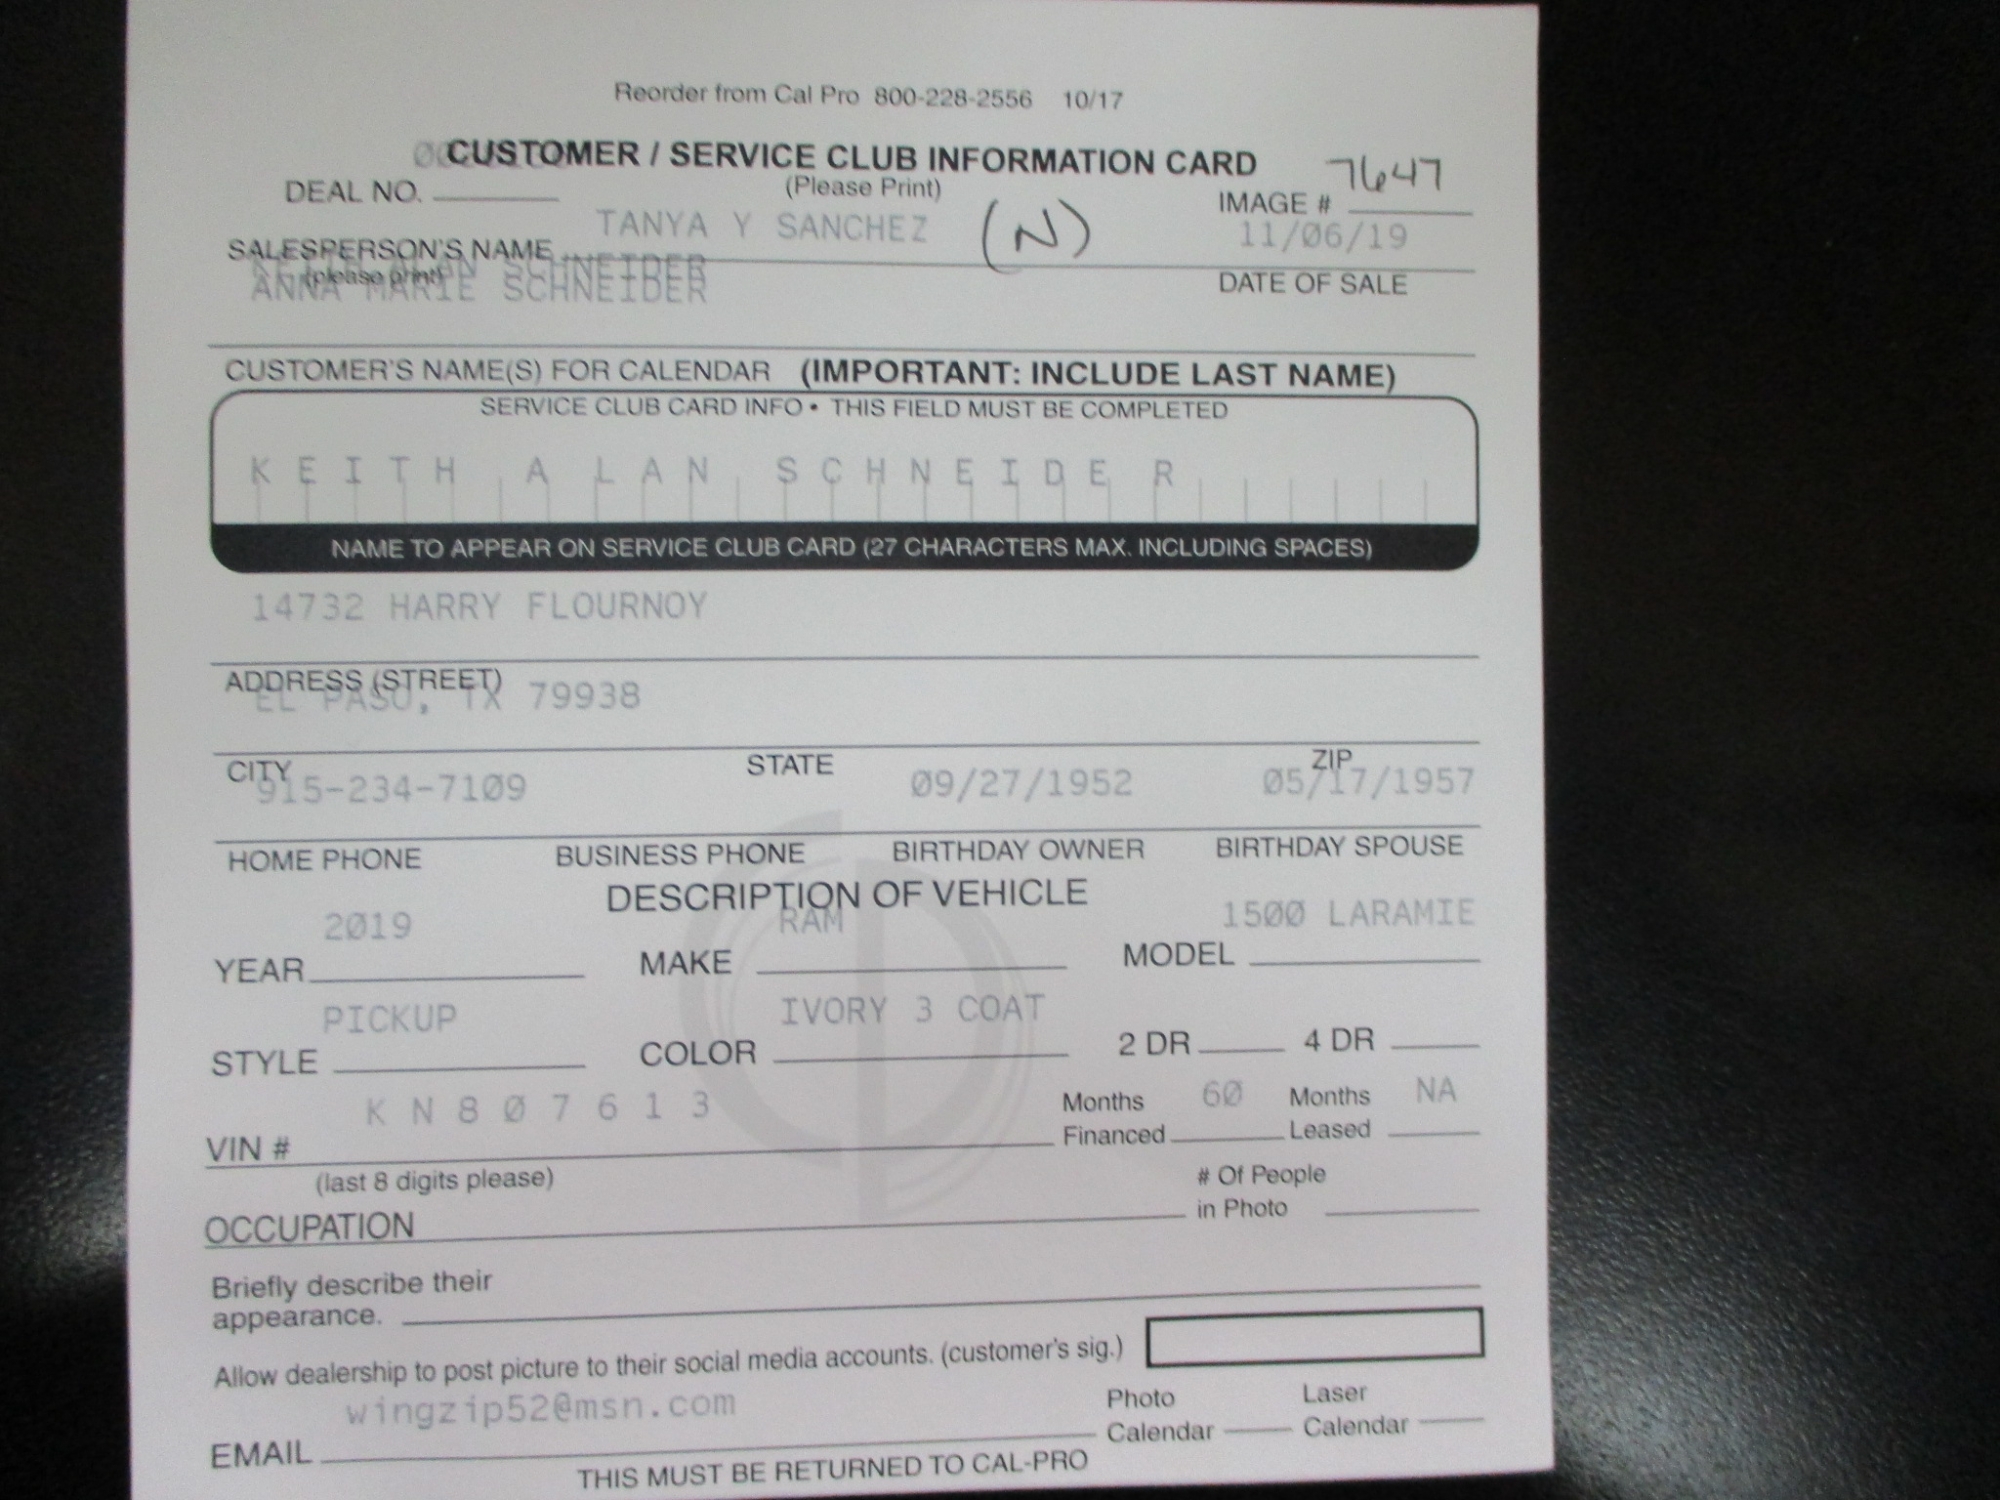 Reorder from Cal Pro 800-228-2556 10/17
CUSTOMER / SERVICE CLUB INFORMATION CARD
7647
DEAL NO.
(Please Print)
IMAGE #
TANYA Y SANCHEZ (N) 11/06/19
SALESPERSON'S NAME
(please print) SCHNEIDER
ANNA MARIE SCHNEIDER
DATE OF SALE
CUSTOMER'S NAME(S) FOR CALENDAR (IMPORTANT: INCLUDE LAST NAME)
SERVICE CLUB CARD INFO • THIS FIELD MUST BE COMPLETED
KEITH ALAN SCHNEIDER
NAME TO APPEAR ON SERVICE CLUB CARD (27 CHARACTERS MAX. INCLUDING SPACES)
14732 HARRY FLOURNOY
ADDRESS (STREET)
EL PASO, TX 79938
CITY STATE ZIP
915-234-7109 09/27/1952 05/17/1957
HOME PHONE BUSINESS PHONE BIRTHDAY OWNER BIRTHDAY SPOUSE
DESCRIPTION OF VEHICLE
2019 RAM 1500 LARAMIE
YEAR MAKE MODEL
PICKUP IVORY 3 COAT
STYLE COLOR 2 DR 4 DR
KN807613
Months Financed 60 Months Leased NA
VIN #
(last 8 digits please)
# Of People in Photo
OCCUPATION
Briefly describe their
appearance.
Allow dealership to post picture to their social media accounts. (customer's sig.)
wingzip52@msn.com
Photo Calendar Laser Calendar
EMAIL
THIS MUST BE RETURNED TO CAL-PRO